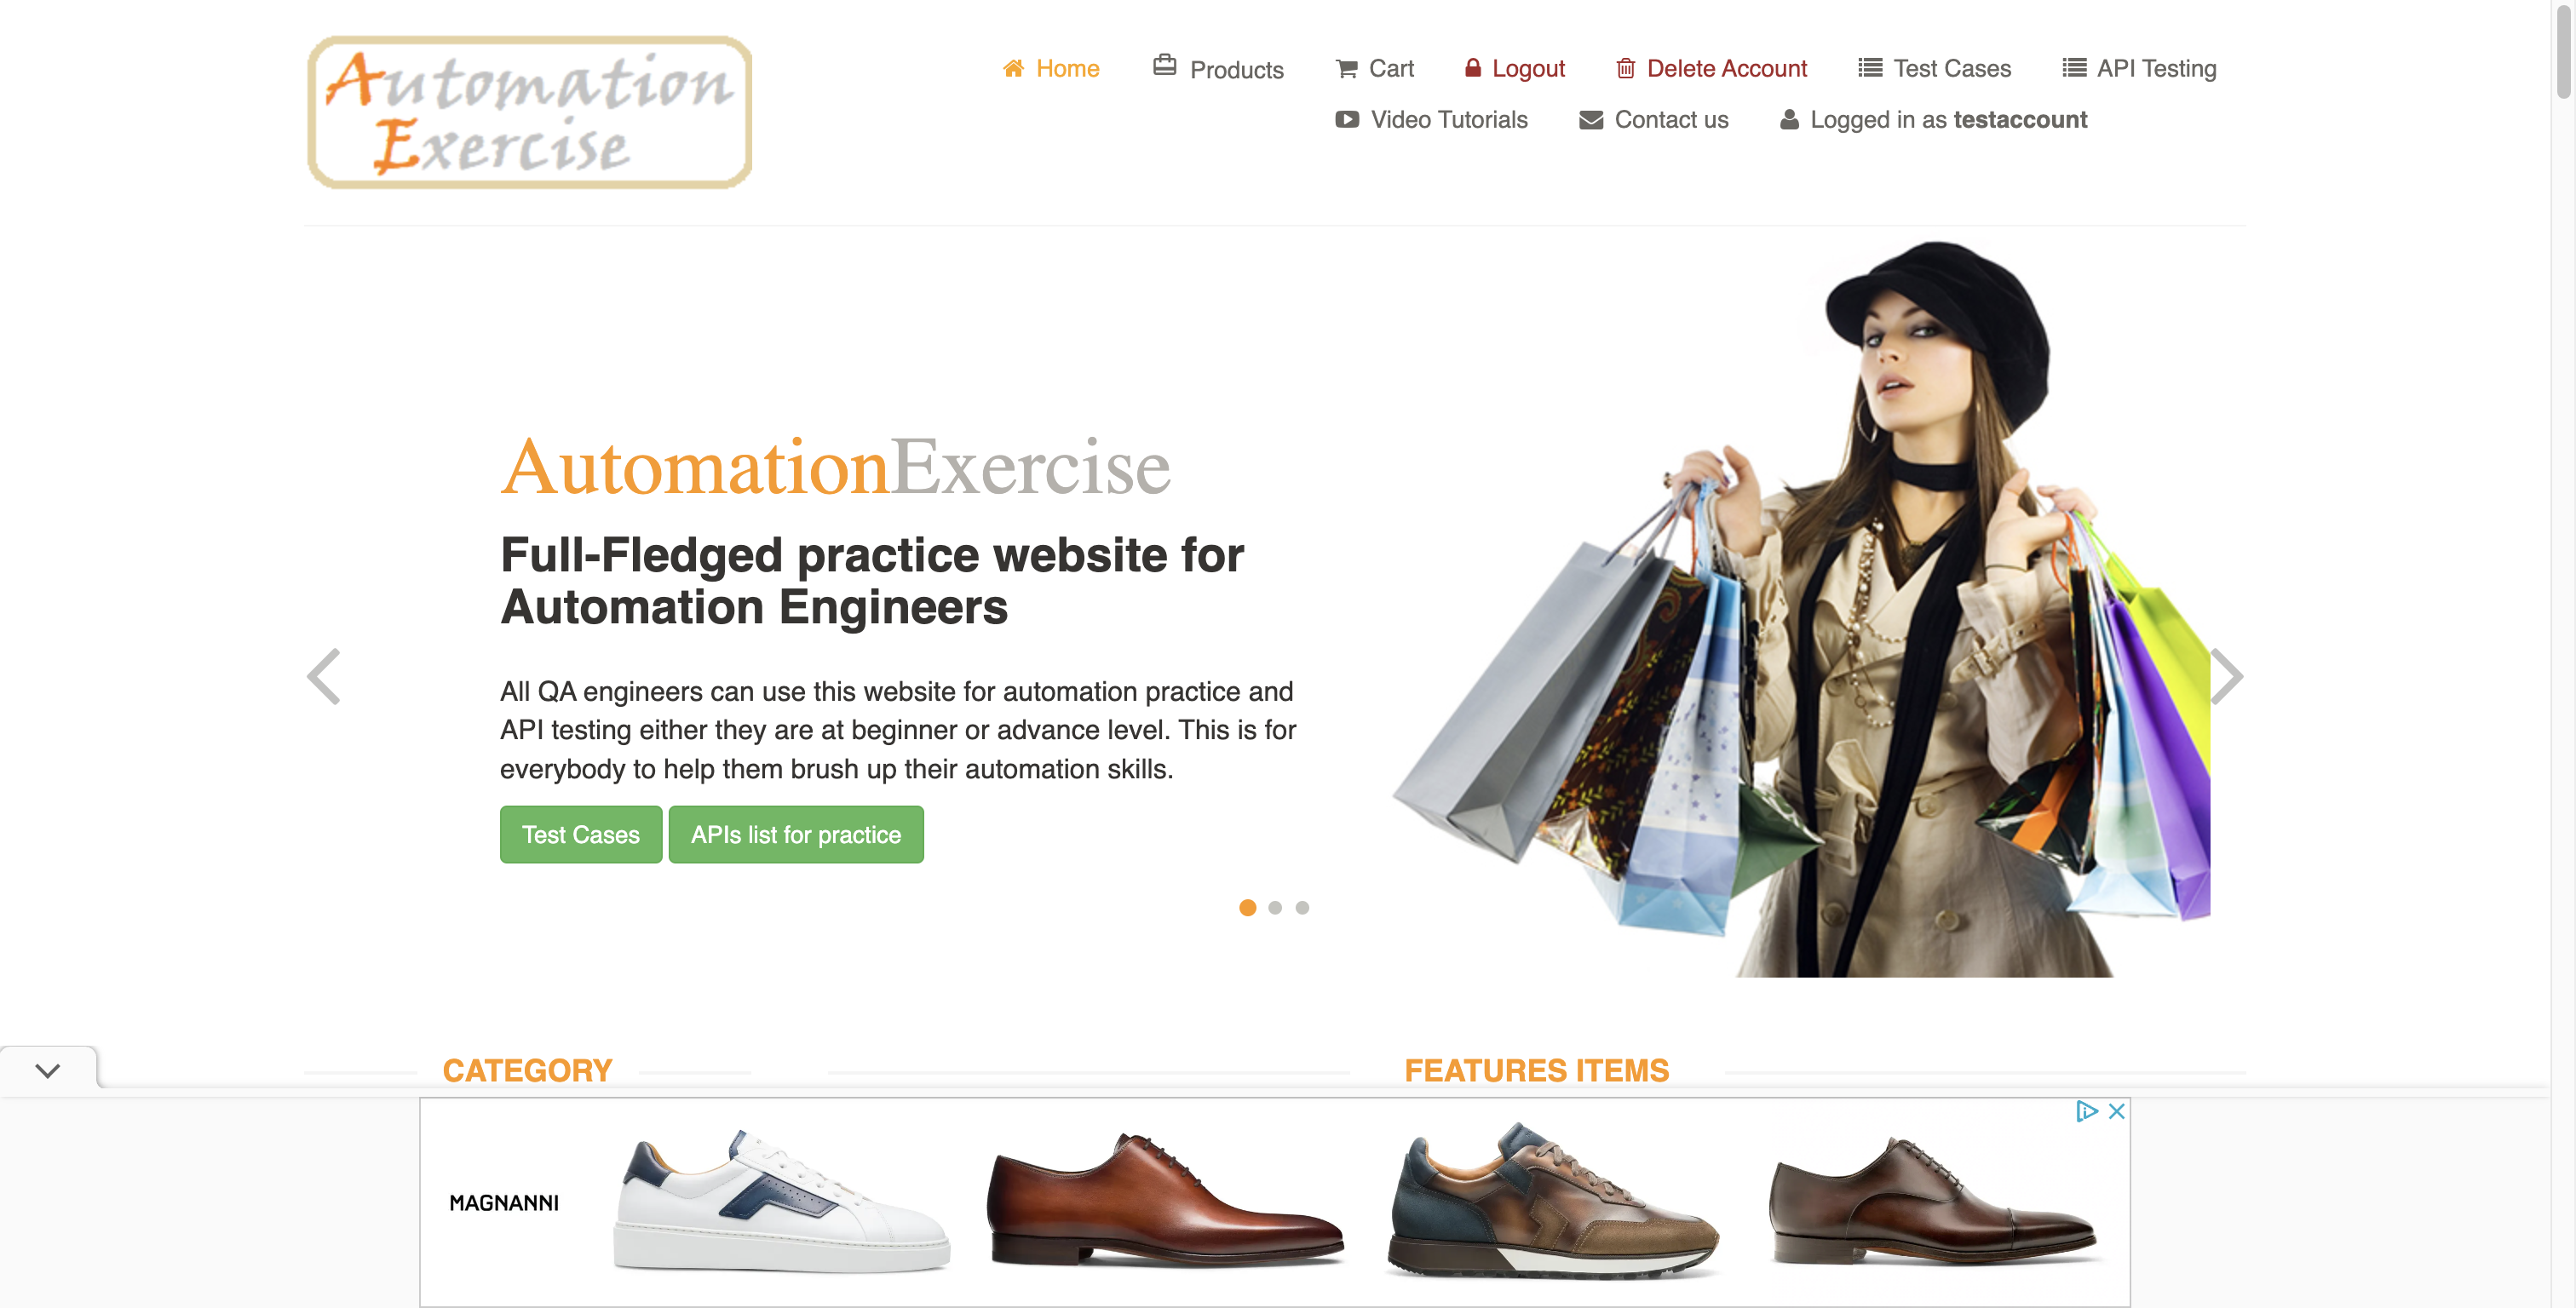 Automation
Exercise
Home Products Cart Logout Delete Account Test Cases API Testing
Video Tutorials Contact us Logged in as testaccount
AutomationExercise
Full-Fledged practice website for
Automation Engineers
All QA engineers can use this website for automation practice and
API testing either they are at beginner or advance level. This is for
everybody to help them brush up their automation skills.
Test Cases APIs list for practice
CATEGORY FEATURES ITEMS
MAGNANNI